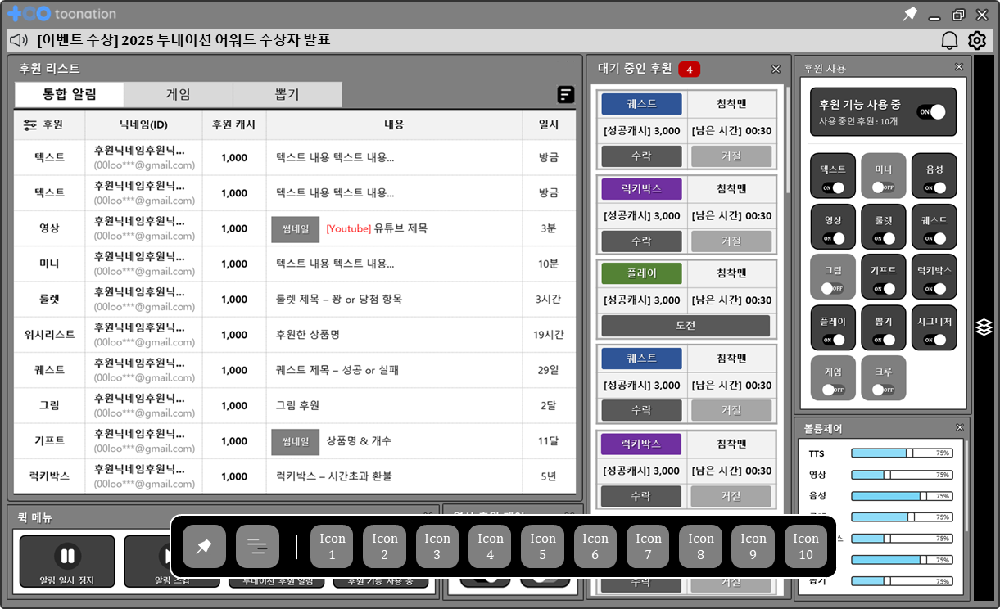 toonation
[이벤트 수상] 2025 투네이션 어워드 수상자 발표
후원 리스트
통합 알림 게임 뽑기
후원 닉네임(ID) 후원 캐시 내용 일시
텍스트 후원닉네임후원닉... (00loo***@gmail.com) 1,000 텍스트 내용 텍스트 내용... 방금
텍스트 후원닉네임후원닉... (00loo***@gmail.com) 1,000 텍스트 내용 텍스트 내용... 방금
영상 후원닉네임후원닉... (00loo***@gmail.com) 1,000 썸네일 [Youtube] 유튜브 제목 3분
미니 후원닉네임후원닉... (00loo***@gmail.com) 1,000 텍스트 내용 텍스트 내용... 10분
룰렛 후원닉네임후원닉... (00loo***@gmail.com) 1,000 룰렛 제목 – 꽝 or 당첨 항목 3시간
위시리스트 후원닉네임후원닉... (00loo***@gmail.com) 1,000 후원한 상품명 19시간
퀘스트 후원닉네임후원닉... (00loo***@gmail.com) 1,000 퀘스트 제목 – 성공 or 실패 29일
그림 후원닉네임후원닉... (00loo***@gmail.com) 1,000 그림 후원 2달
기프트 후원닉네임후원닉... (00loo***@gmail.com) 1,000 썸네일 상품명 & 개수 11달
럭키박스 후원닉네임후원닉... (00loo***@gmail.com) 1,000 럭키박스 – 시간초과 환불 5년
대기 중인 후원 4
퀘스트 침착맨
[성공캐시] 3,000 [남은 시간] 00:30
수락 거절
럭키박스 침착맨
[성공캐시] 3,000 [남은 시간] 00:30
수락 거절
플레이 침착맨
[성공캐시] 3,000 [남은 시간] 00:30
도전
퀘스트 침착맨
[성공캐시] 3,000 [남은 시간] 00:30
수락 거절
럭키박스 침착맨
[성공캐시] 3,000 [남은 시간] 00:30
수락 거절
수락 거절
후원 사용
후원 기능 사용 중
사용 중인 후원 : 10개
ON
텍스트 미니 음성
ON OFF ON
영상 룰렛 퀘스트
ON ON ON
그림 기프트 럭키박스
OFF ON ON
플레이 뽑기 시그니처
ON ON ON
게임 크루
OFF OFF
볼륨제어
TTS 75%
영상 75%
음성 75%
75%
스 75%
75%
뽑기 75%
퀵 메뉴
알림 일시 정지
알림 스킵
투네이션 후원 알림
후원 기능 사용 중
Icon 1
Icon 2
Icon 3
Icon 4
Icon 5
Icon 6
Icon 7
Icon 8
Icon 9
Icon 10